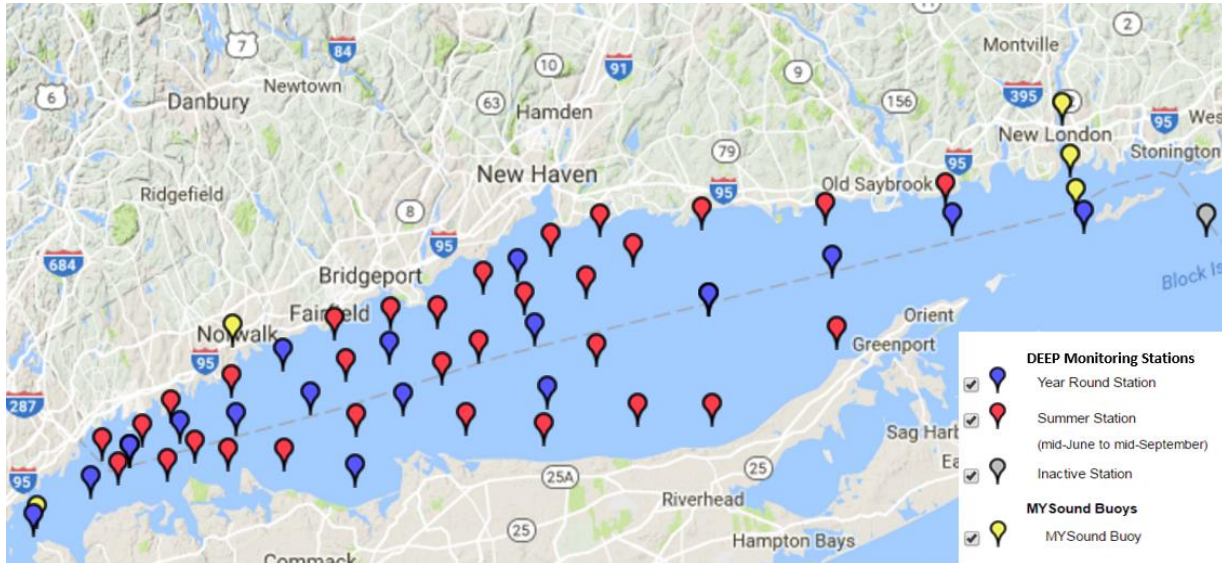 2
Montville
7
84
Newtown
10
91
9
6
Danbury
63
Hamden
156
395
2
New London
95
Wes
Stonington
79
New Haven
95
Old Saybrook
95
Ridgefield
8
684
95
Bridgeport
Block Is
Fairfield
Norwalk
95
Orient
Greenport
287
Sag Harb
Ea
95
25A
25
Riverhead
25
Hampton Bays
Commack
DEEP Monitoring Stations
Year Round Station
Summer Station
(mid-June to mid-September)
Inactive Station
MYSound Buoys
MYSound Buoy